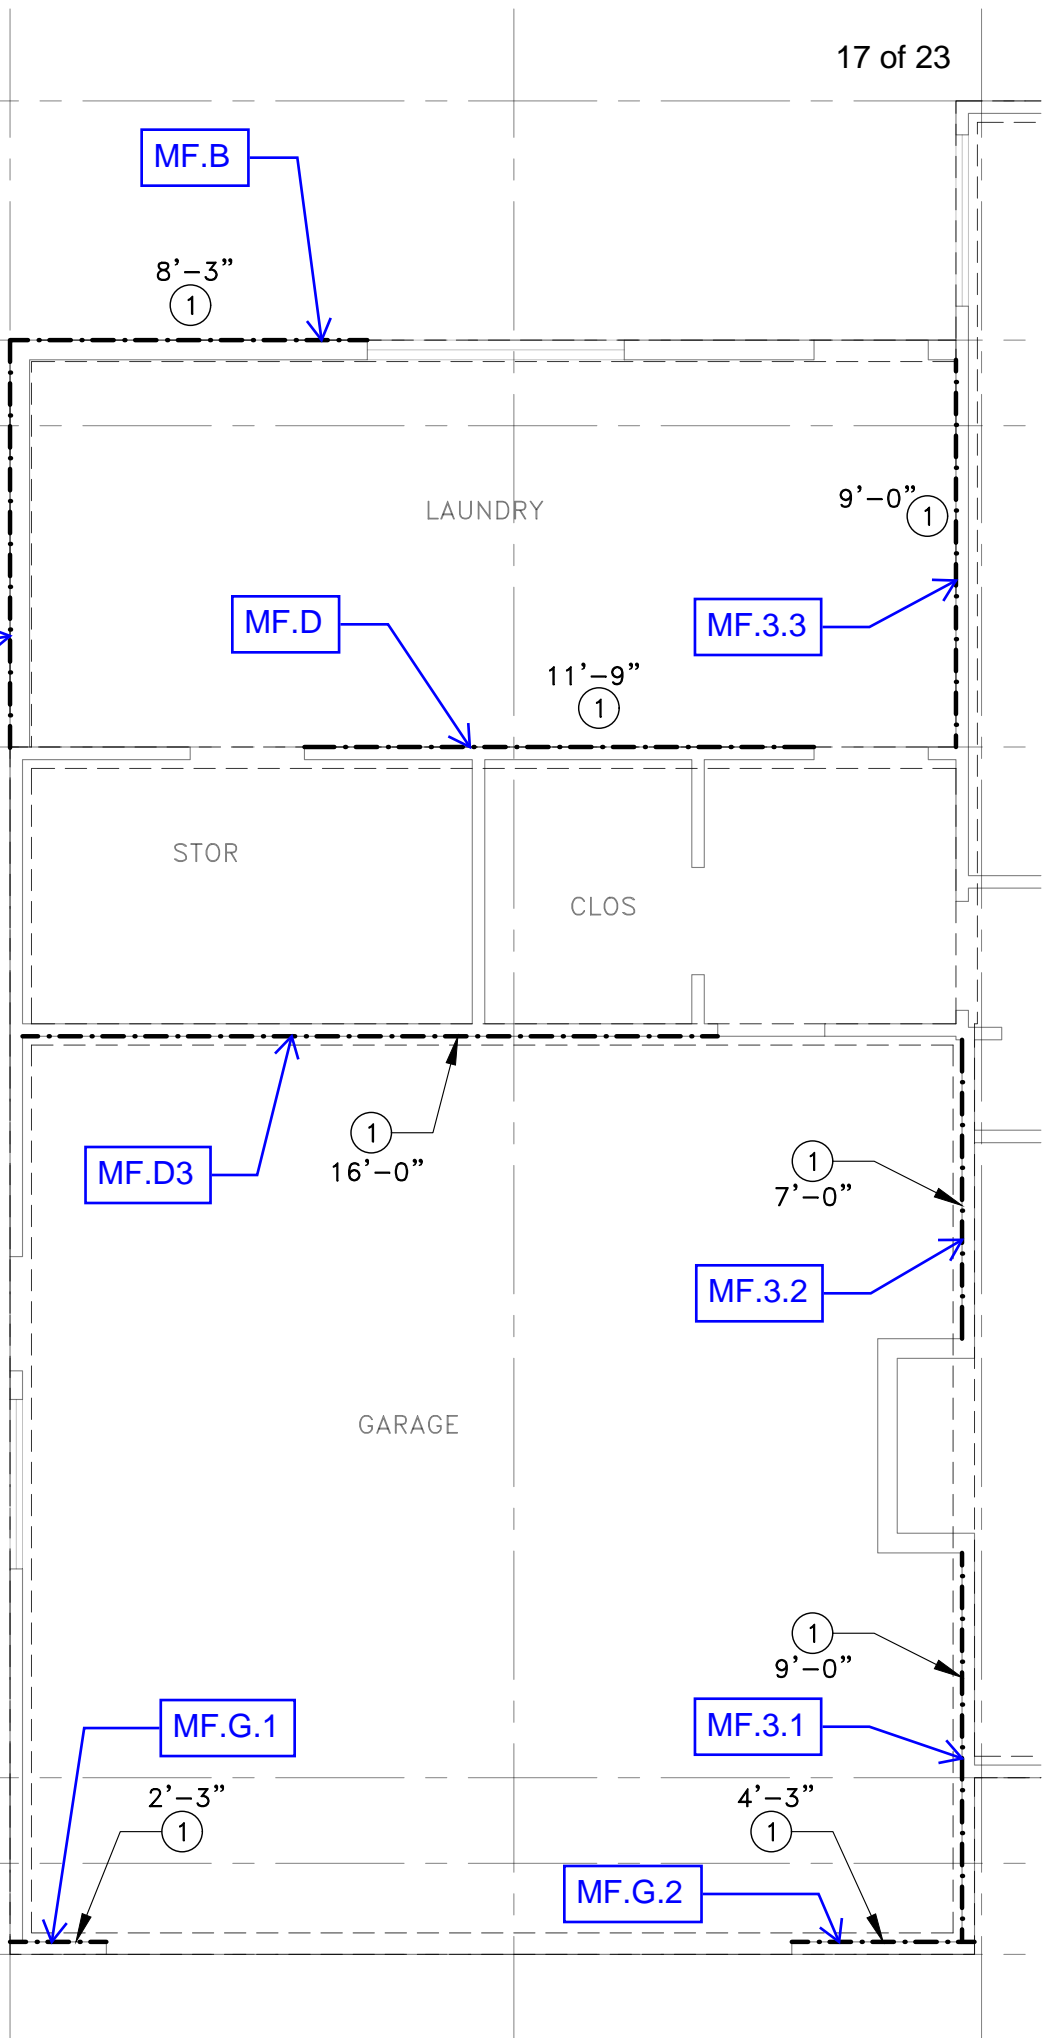 17 of 23
MF.B
8'-3"
1
LAUNDRY
9'-0"
1
MF.D
MF.3.3
11'-9"
1
STOR
CLOS
1
16'-0"
MF.D3
1
7'-0"
MF.3.2
GARAGE
1
9'-0"
MF.G.1
MF.3.1
2'-3"
1
4'-3"
1
MF.G.2